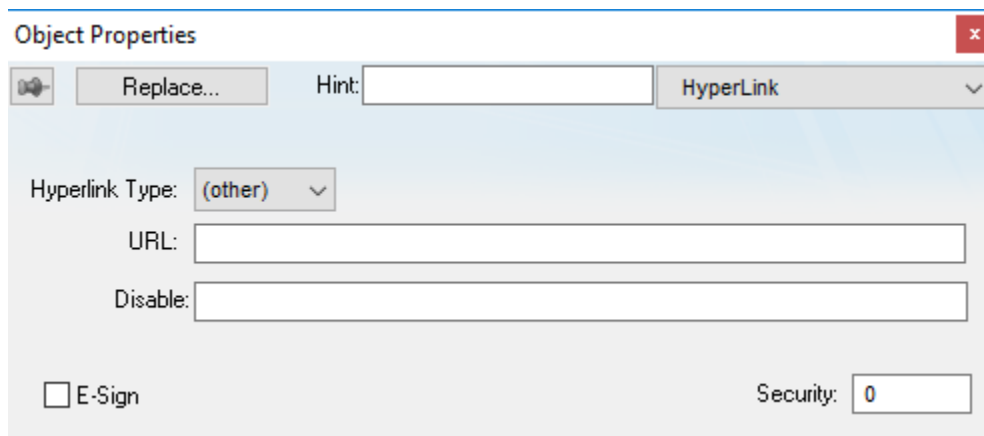 Object Properties x
Replace... Hint: HyperLink
Hyperlink Type: (other)
URL:
Disable:
E-Sign Security: 0